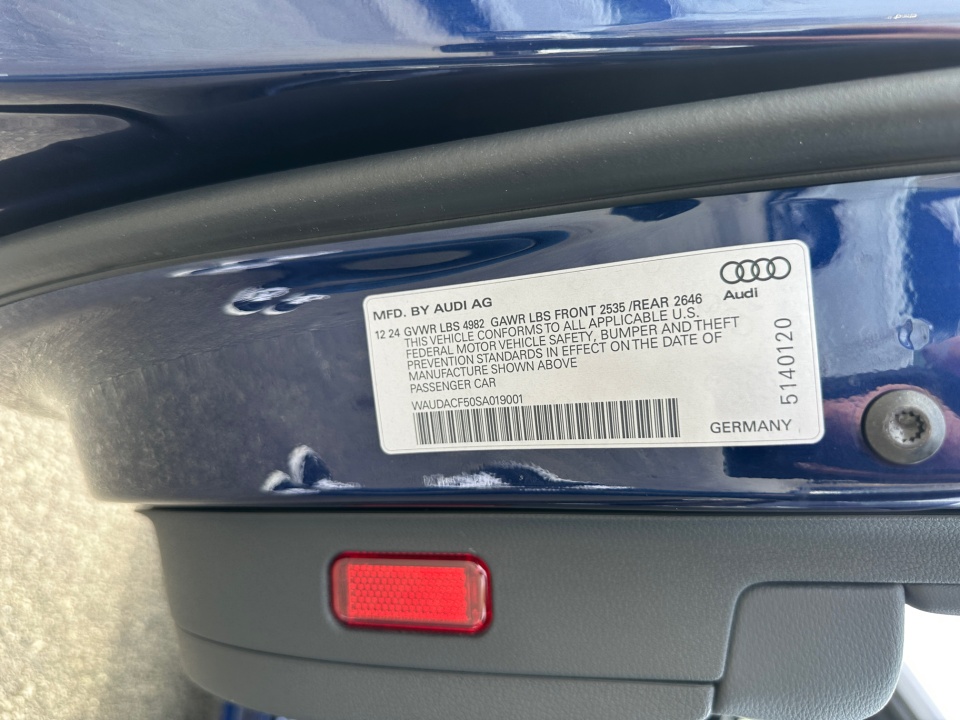 MFD. BY AUDI AG
Audi
12 24 GVWR LBS 4982 GAWR LBS FRONT 2535 /REAR 2646
THIS VEHICLE CONFORMS TO ALL APPLICABLE U.S.
FEDERAL MOTOR VEHICLE SAFETY, BUMPER AND THEFT
PREVENTION STANDARDS IN EFFECT ON THE DATE OF
MANUFACTURE SHOWN ABOVE
PASSENGER CAR
WAUDACF50SA019001
GERMANY
5140120